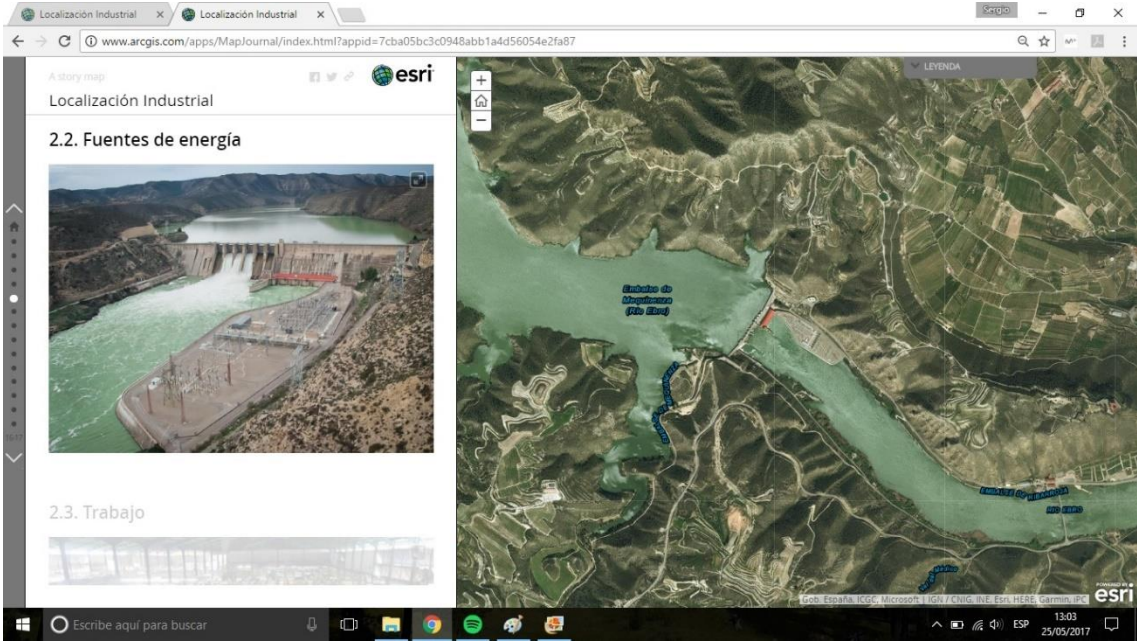 Localización Industrial
Localización Industrial
Sergio
www.arcgis.com/apps/MapJournal/index.html?appid=7cba05bc3c0948abb1a4d56054e2fa87
A story map
esri
Localización Industrial
2.2. Fuentes de energía
2.3. Trabajo
LEYENDA
Embalse de
Mequinenza
(Río Ebro)
EMBALSE DE RIBARROJA
RÍO EBRO
Gob. España, ICGC, Microsoft | IGN / CNIG, INE, Esri, HERE, Garmin, IPC
POWERED BY
esri
Escribe aquí para buscar
ESP
13:03
25/05/2017